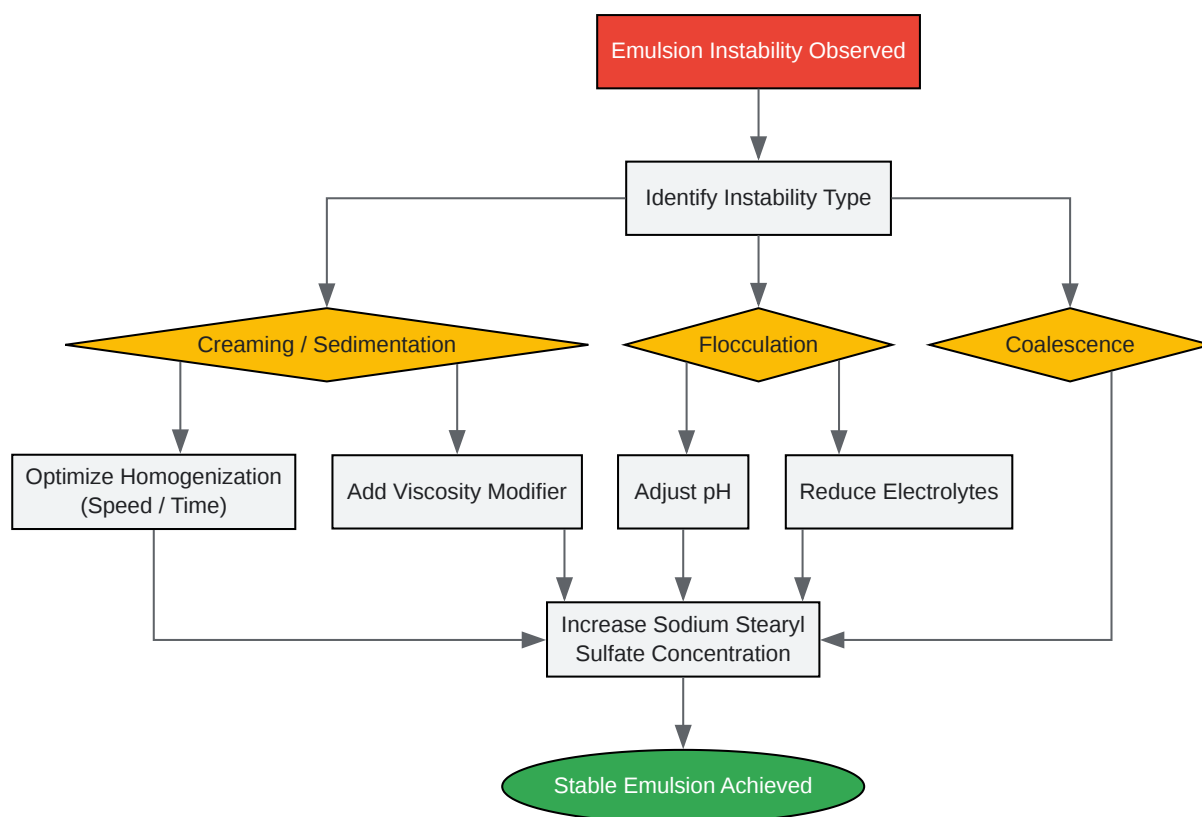 Emulsion Instability Observed
Identify Instability Type
Creaming / Sedimentation
Flocculation
Coalescence
Optimize Homogenization
(Speed / Time)
Add Viscosity Modifier
Adjust pH
Reduce Electrolytes
Increase Sodium Stearyl
Sulfate Concentration
Stable Emulsion Achieved